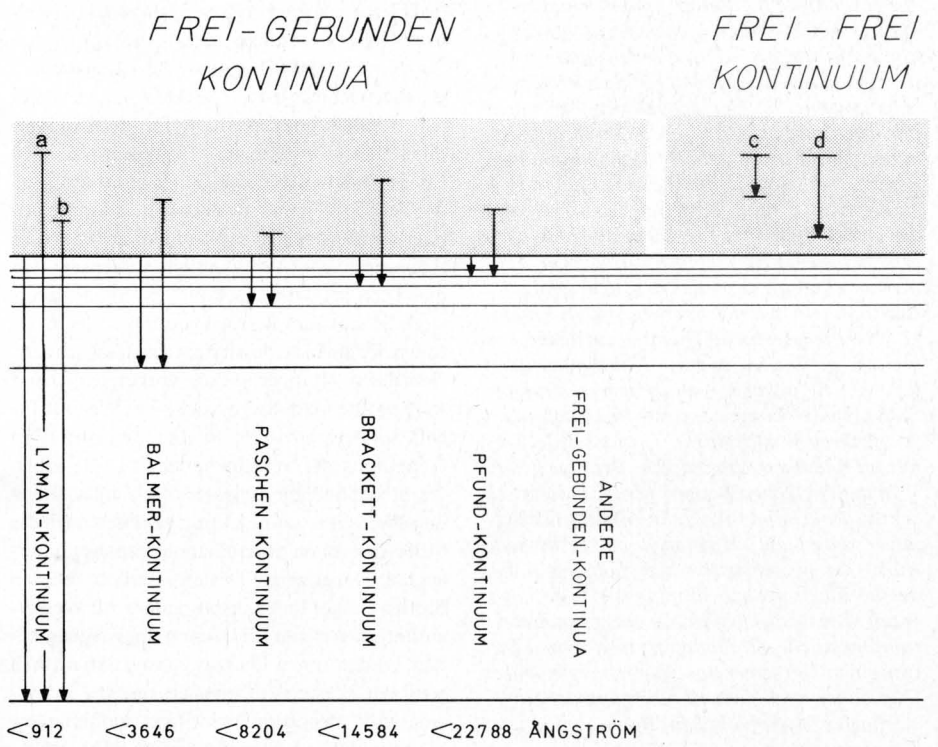 FREI-GEBUNDEN
KONTINUA
FREI-FREI
KONTINUUM
a
b
c
d
LYMAN-KONTINUUM
BALMER-KONTINUUM
PASCHEN-KONTINUUM
BRACKETT-KONTINUUM
PFUND-KONTINUUM
ANDERE
FREI-GEBUNDEN-KONTINUA
<912 <3646 <8204 <14584 <22788 ÅNGSTRÖM